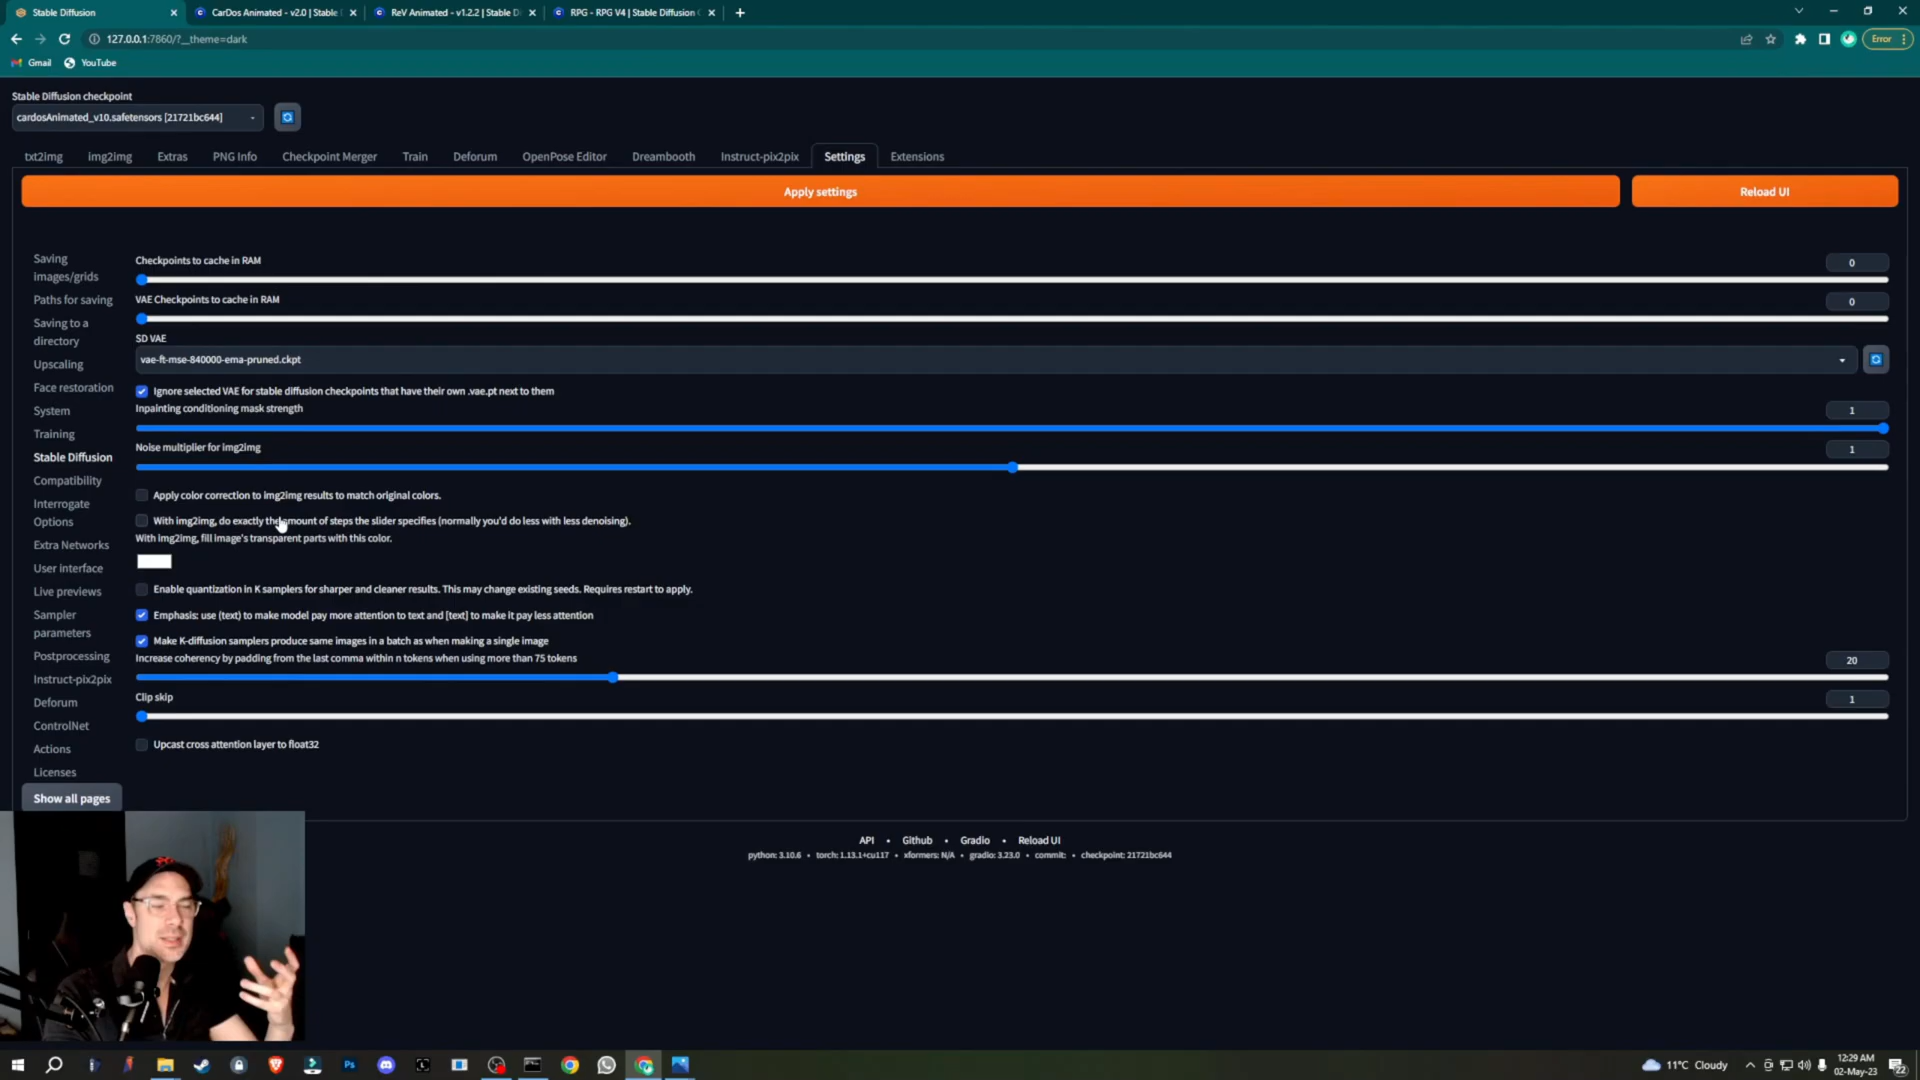 Stable Diffusion
CarDos Animated - v2.0 | Stable
ReV Animated - v1.2.2 | Stable D
RPG - RPG V4 | Stable Diffusion
127.0.0.1:7860/?__theme=dark
Error
Gmail
YouTube
Stable Diffusion checkpoint
cardosAnimated_v10.safetensors [21721bc644]
txt2img
img2img
Extras
PNG Info
Checkpoint Merger
Train
Deforum
OpenPose Editor
Dreambooth
Instruct-pix2pix
Settings
Extensions
Apply settings
Reload UI
Saving
images/grids
Paths for saving
Saving to a
directory
Upscaling
Face restoration
System
Training
Stable Diffusion
Compatibility
Interrogate
Options
Extra Networks
User interface
Live previews
Sampler
parameters
Postprocessing
Instruct-pix2pix
Deforum
ControlNet
Actions
Licenses
Show all pages
Checkpoints to cache in RAM
0
VAE Checkpoints to cache in RAM
0
SD VAE
vae-ft-mse-840000-ema-pruned.ckpt
Ignore selected VAE for stable diffusion checkpoints that have their own .vae.pt next to them
Inpainting conditioning mask strength
1
Noise multiplier for img2img
1
Apply color correction to img2img results to match original colors.
With img2img, do exactly the amount of steps the slider specifies (normally you'd do less with less denoising).
With img2img, fill image's transparent parts with this color.
Enable quantization in K samplers for sharper and cleaner results. This may change existing seeds. Requires restart to apply.
Emphasis: use (text) to make model pay more attention to text and [text] to make it pay less attention
Make K-diffusion samplers produce same images in a batch as when making a single image
Increase coherency by padding from the last comma within n tokens when using more than 75 tokens
20
Clip skip
1
Upcast cross attention layer to float32
API • Github • Gradio • Reload UI
python: 3.10.6 • torch: 1.13.1+cu117 • xformers: N/A • gradio: 3.23.0 • commit: • checkpoint: 21721bc644
Ps
L
11°C Cloudy
12:29 AM
02-May-23
22